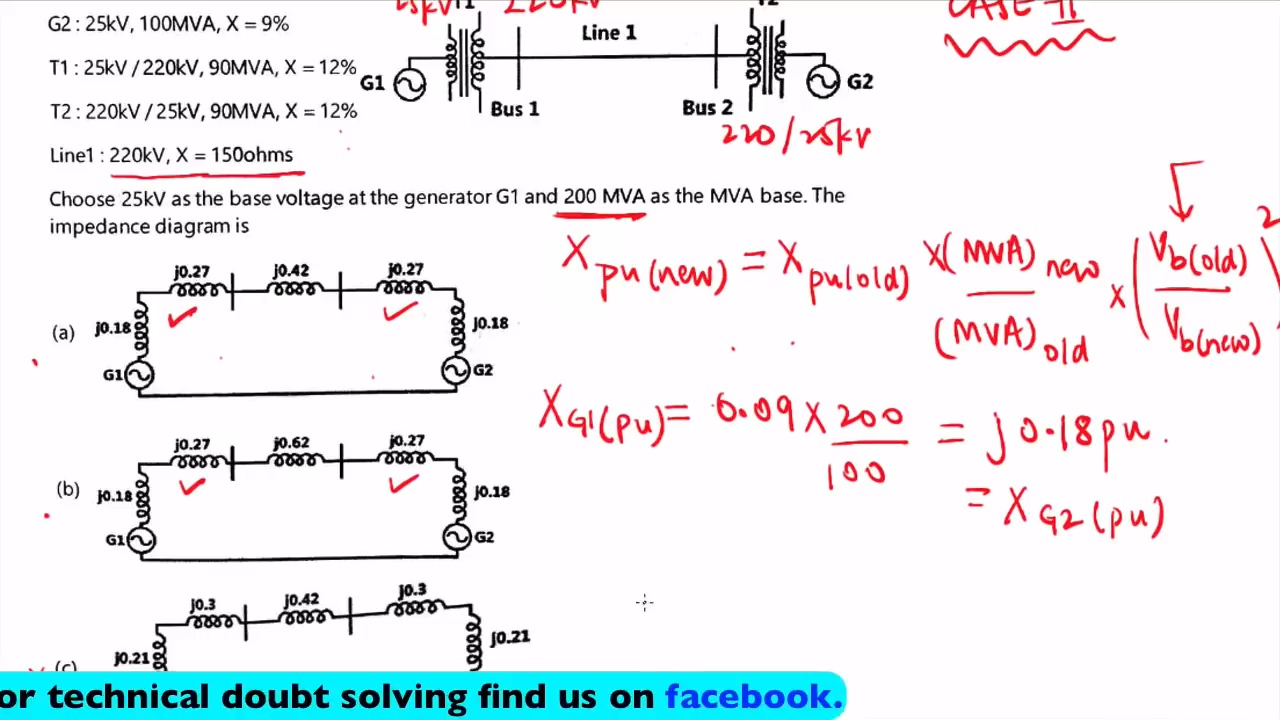 G2 : 25kV, 100MVA, X = 9%
T1 : 25kV / 220kV, 90MVA, X = 12%
T2 : 220kV / 25kV, 90MVA, X = 12%
Line1 : 220kV, X = 150ohms
Choose 25kV as the base voltage at the generator G1 and 200 MVA as the MVA base. The
impedance diagram is
Line 1
G1
Bus 1
Bus 2
G2
220/25kV
CASE-II
j0.27
j0.42
j0.27
(a)
j0.18
j0.18
G1
G2
j0.27
j0.62
j0.27
(b)
j0.18
j0.18
G1
G2
j0.3
j0.42
j0.3
j0.21
j0.21
(c)
X pu(new) = X pu(old) × (MVA) new / (MVA) old × (Vb(old) / Vb(new))2
XG1(pu) = 0.09 × 200 / 100 = j0.18pu.
= XG2(pu)
or technical doubt solving find us on facebook.